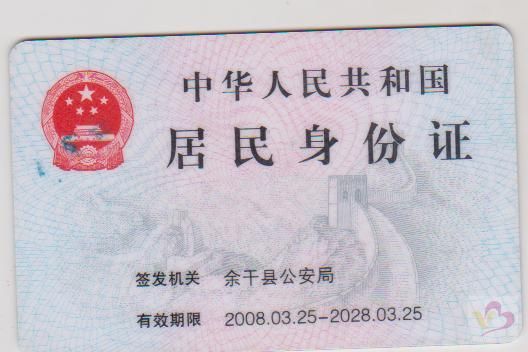 中华人民共和国
居民身份证
签发机关 余干县公安局
有效期限 2008.03.25-2028.03.25